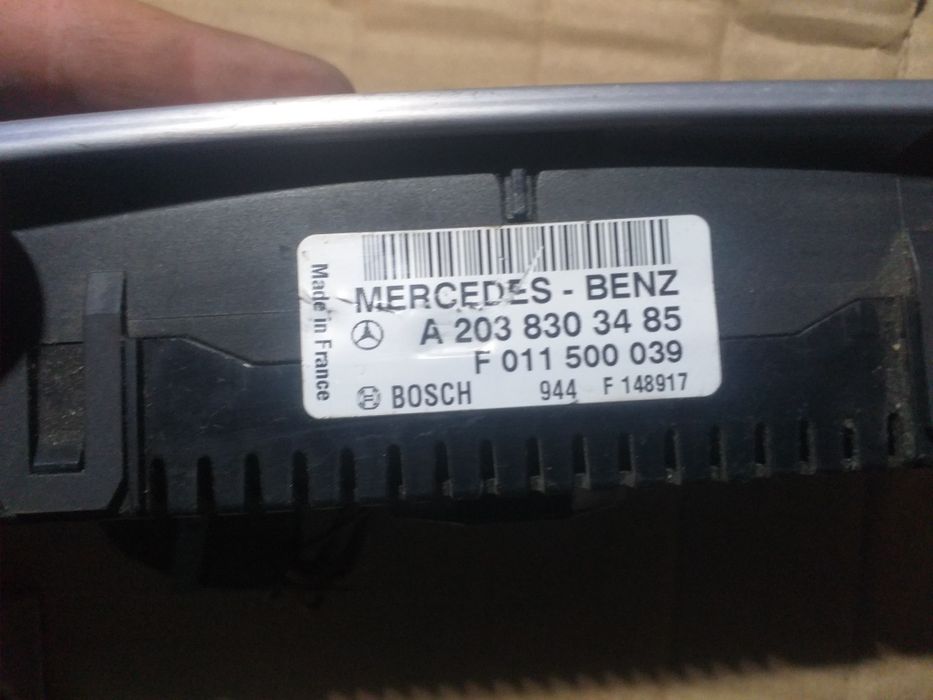 MERCEDES - BENZ
A 203 830 34 85
F 011 500 039
BOSCH 944 F 148917
Made in France